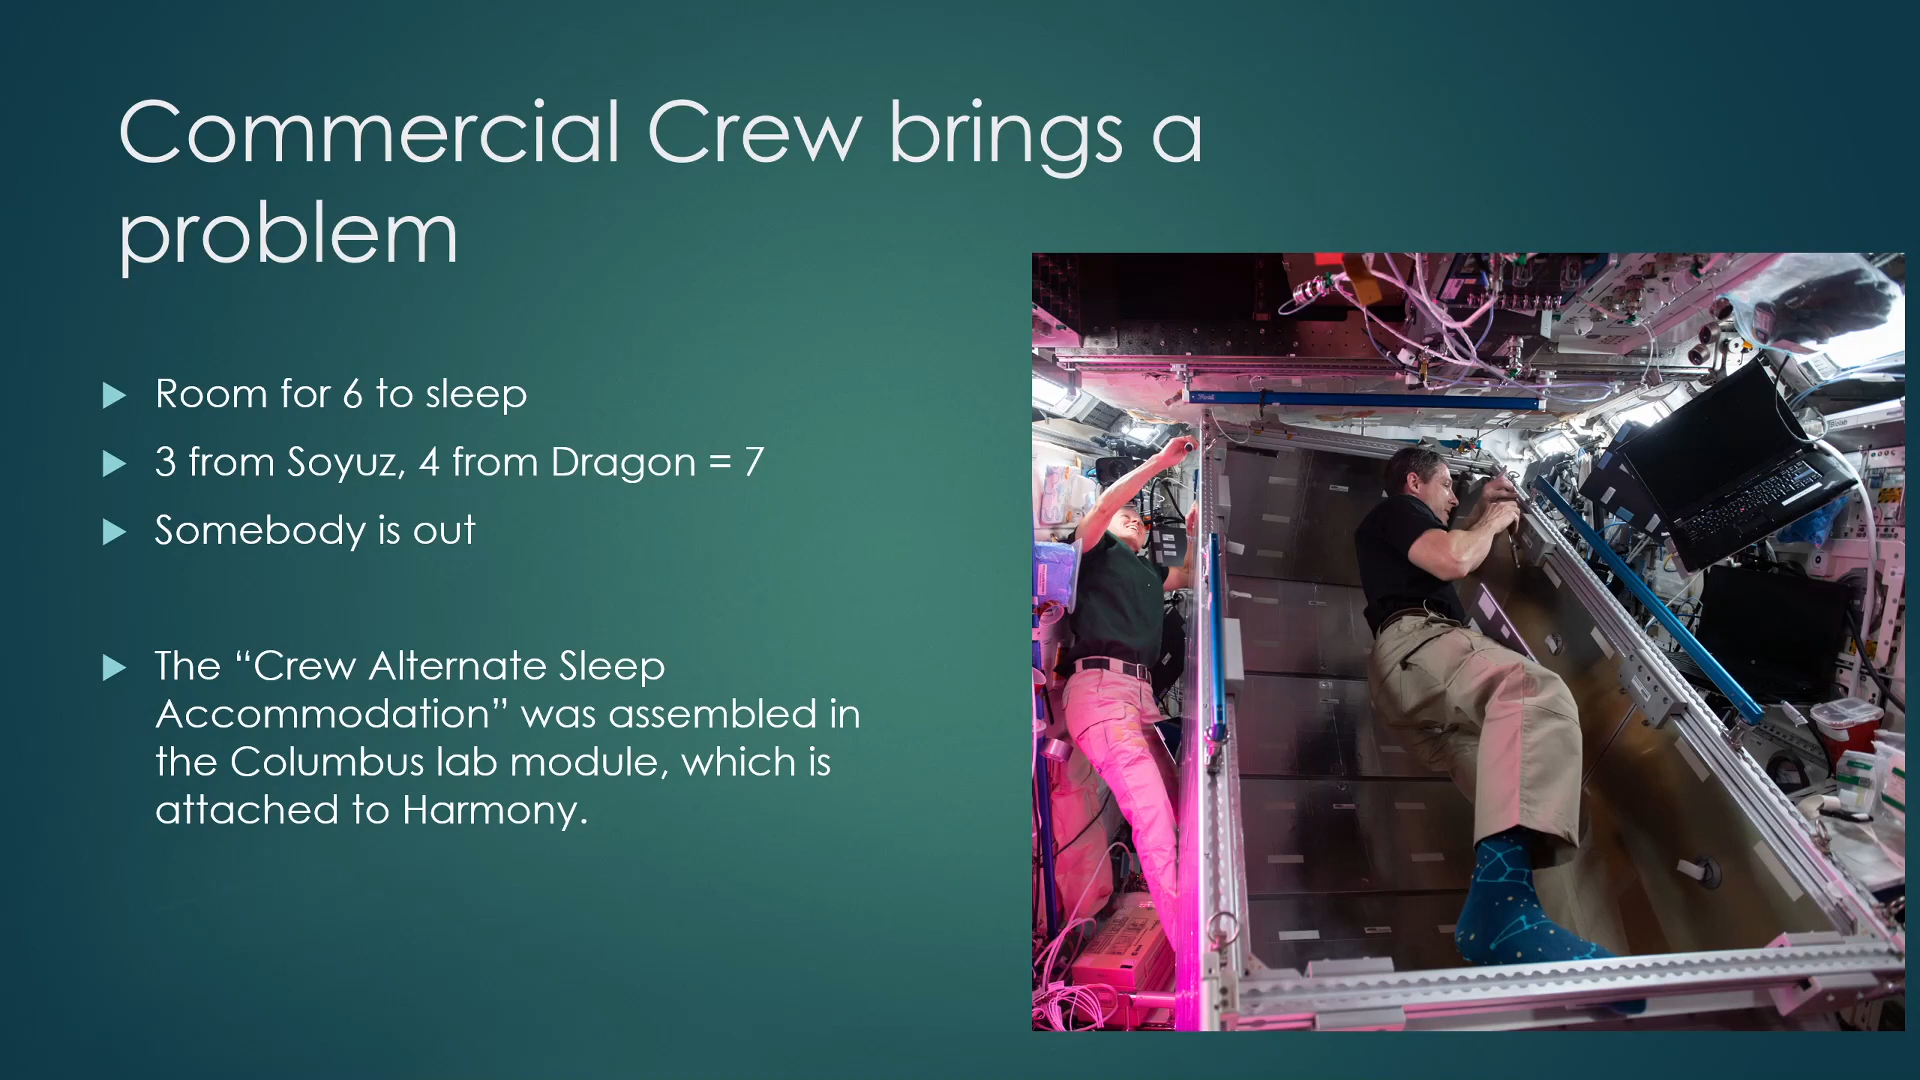 Commercial Crew brings a
problem
Room for 6 to sleep
3 from Soyuz, 4 from Dragon = 7
Somebody is out
The “Crew Alternate Sleep
Accommodation” was assembled in
the Columbus lab module, which is
attached to Harmony.